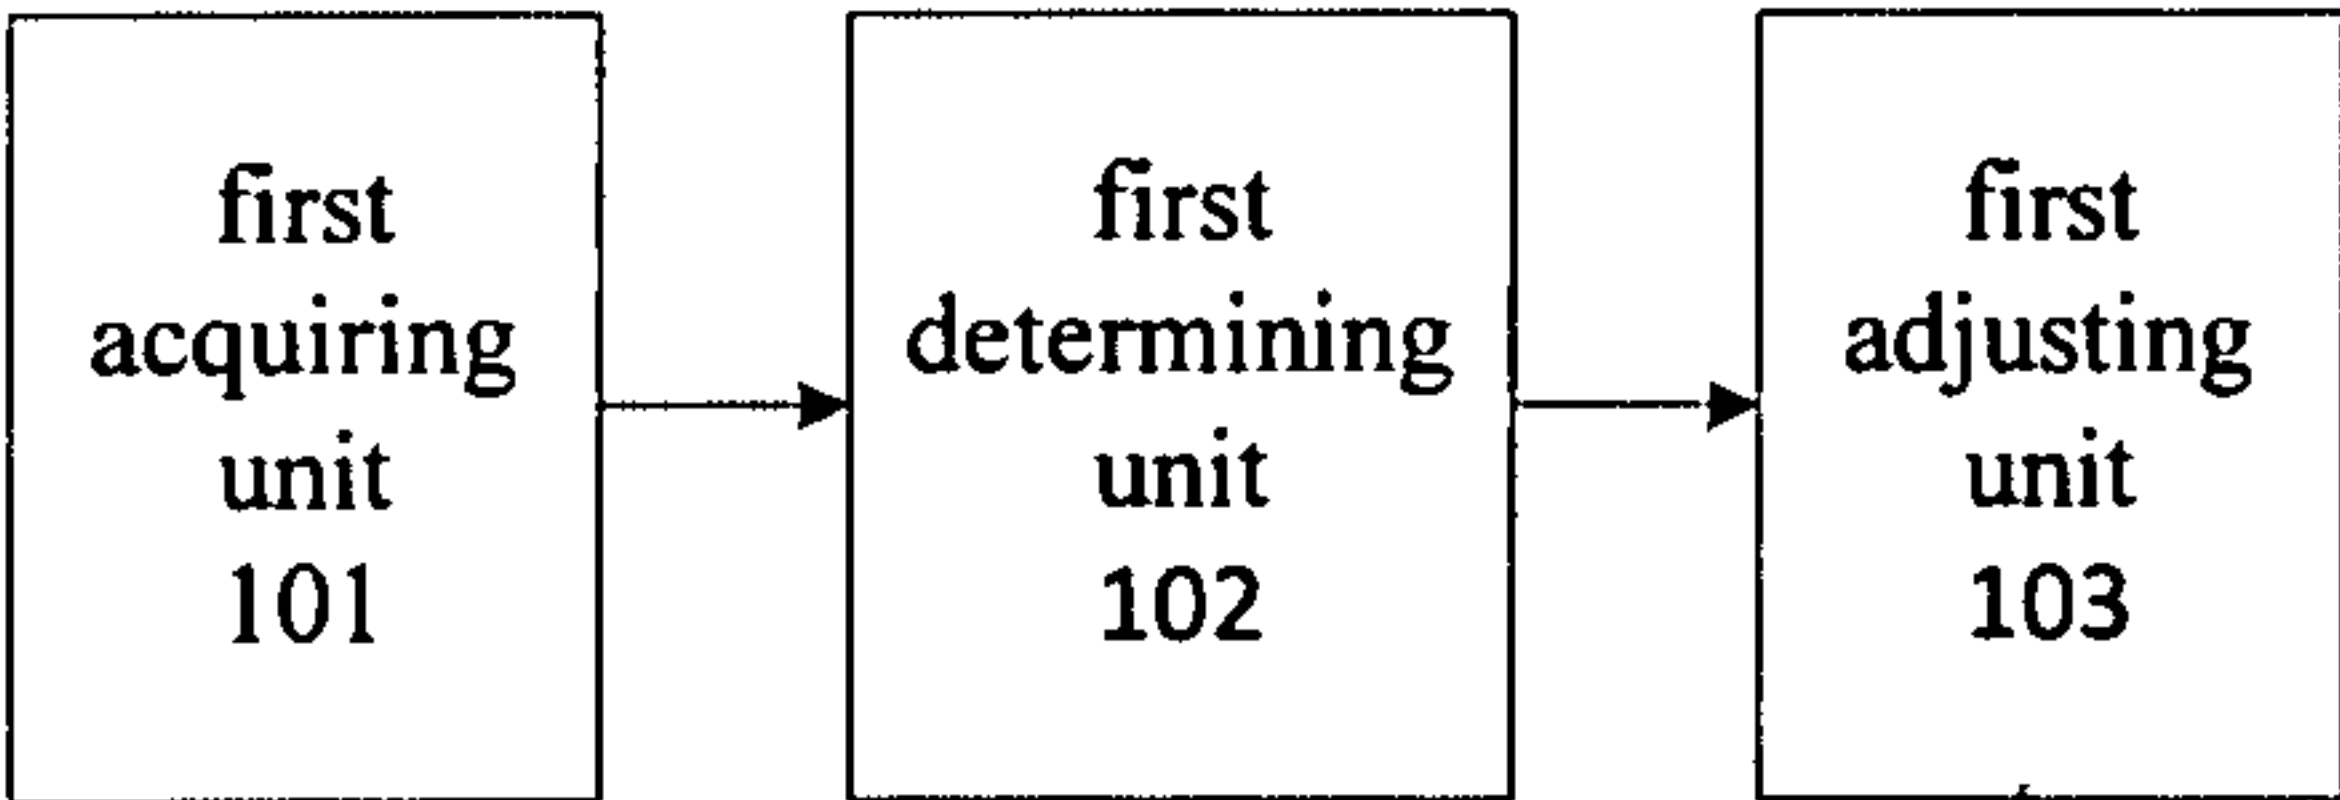 first
acquiring
unit
101
first
determining
unit
102
first
adjusting
unit
103